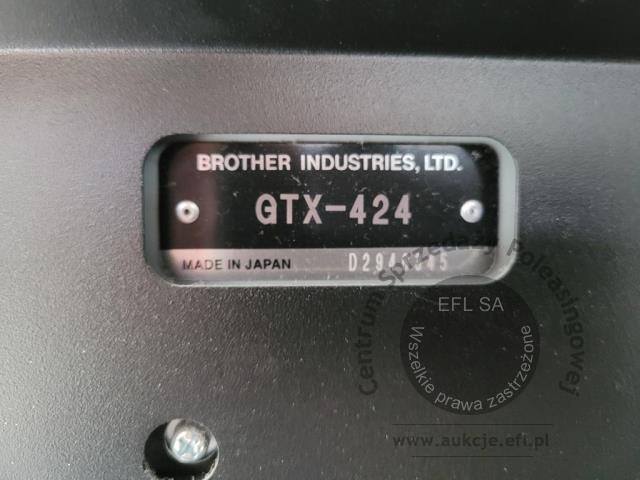 BROTHER INDUSTRIES, LTD.
GTX-424
MADE IN JAPAN
Centrum Sprzedaży Poleasingowej
EFL SA
Wszelkie prawa zastrzeżone
www.aukcje.efl.pl